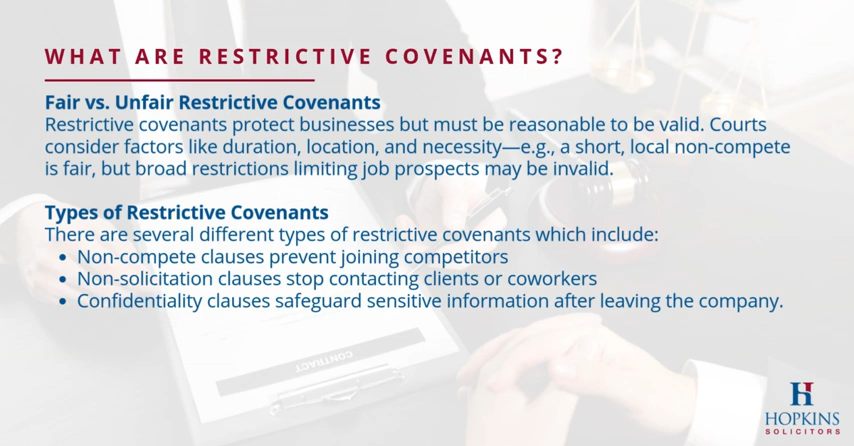 WHAT ARE RESTRICTIVE COVENANTS?
Fair vs. Unfair Restrictive Covenants
Restrictive covenants protect businesses but must be reasonable to be valid. Courts
consider factors like duration, location, and necessity—e.g., a short, local non-compete
is fair, but broad restrictions limiting job prospects may be invalid.
Types of Restrictive Covenants
There are several different types of restrictive covenants which include:
• Non-compete clauses prevent joining competitors
• Non-solicitation clauses stop contacting clients or coworkers
• Confidentiality clauses safeguard sensitive information after leaving the company.
CONTRACT
H
HOPKINS
SOLICITORS